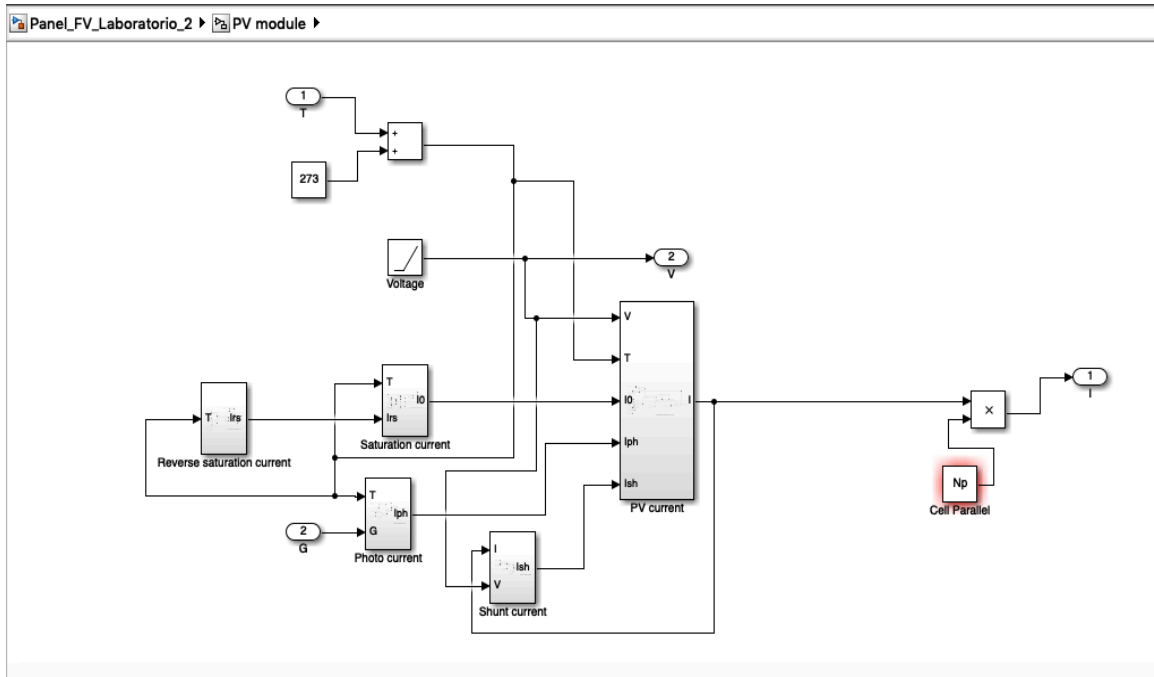 Panel_FV_Laboratorio_2 PV module
1
T
+
+
273
Voltage
2
V
V
T
I0
Iph
Ish
I
PV current
T
Irs
I0
Saturation current
T
Irs
Reverse saturation current
T
G
Iph
Photo current
2
G
I
V
Ish
Shunt current
×
1
I
Np
Cell Parallel